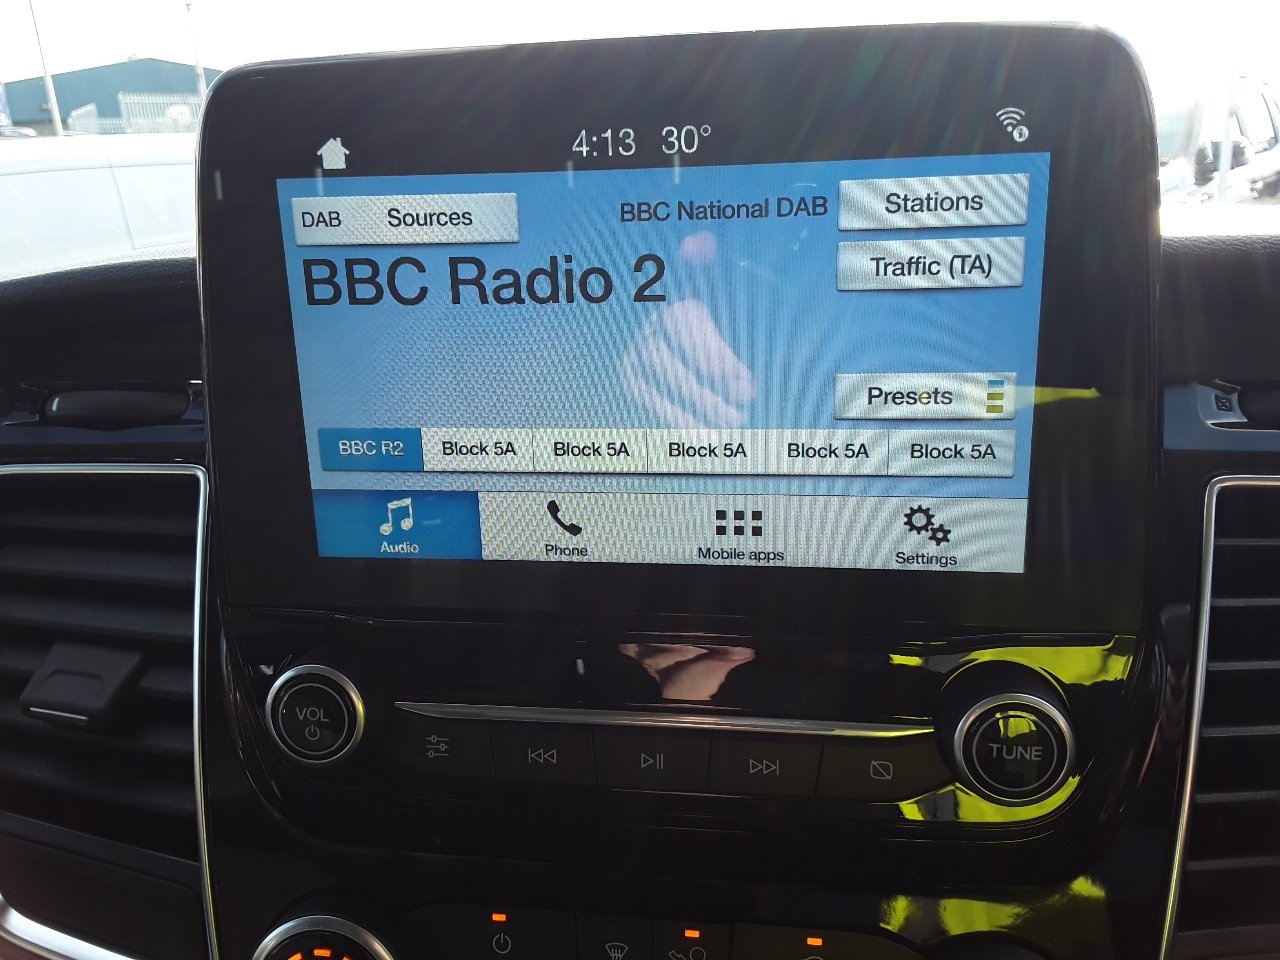 4:13 30°
DAB Sources
BBC National DAB
Stations
BBC Radio 2
Traffic (TA)
Presets
BBC R2
Block 5A
Block 5A
Block 5A
Block 5A
Block 5A
Audio
Phone
Mobile apps
Settings
VOL
TUNE